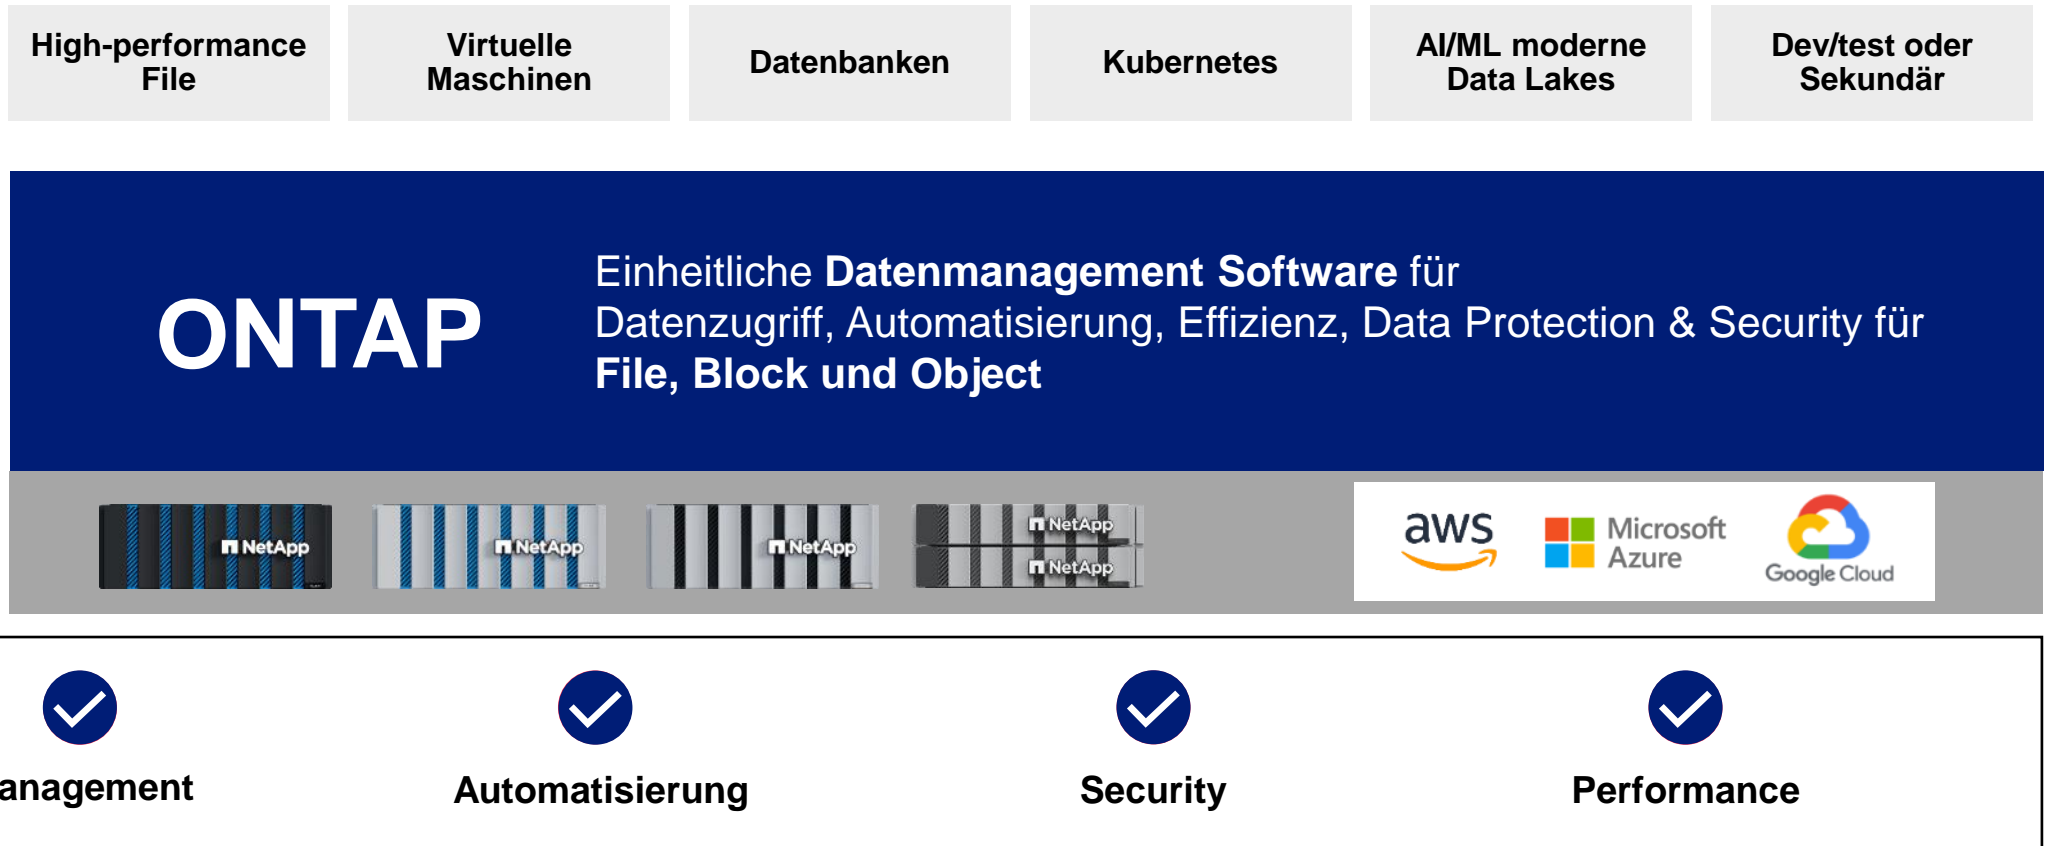 High-performance
File
Virtuelle
Maschinen
Datenbanken
Kubernetes
AI/ML moderne
Data Lakes
Dev/test oder
Sekundär
ONTAP
Einheitliche Datenmanagement Software für
Datenzugriff, Automatisierung, Effizienz, Data Protection & Security für
File, Block und Object
NetApp
NetApp
NetApp
NetApp
NetApp
aws
Microsoft
Azure
Google Cloud
anagement
Automatisierung
Security
Performance